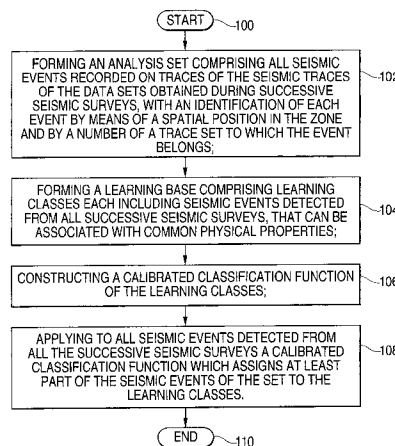 START
100
FORMING AN ANALYSIS SET COMPRISING ALL SEISMIC
EVENTS RECORDED ON TRACES OF THE SEISMIC TRACES
OF THE DATA SETS OBTAINED DURING SUCCESSIVE
SEISMIC SURVEYS, WITH AN IDENTIFICATION OF EACH
EVENT BY MEANS OF A SPATIAL POSITION IN THE ZONE
AND BY A NUMBER OF A TRACE SET TO WHICH THE EVENT
BELONGS;
102
FORMING A LEARNING BASE COMPRISING LEARNING
CLASSES EACH INCLUDING SEISMIC EVENTS DETECTED
FROM ALL SUCCESSIVE SEISMIC SURVEYS, THAT CAN BE
ASSOCIATED WITH COMMON PHYSICAL PROPERTIES;
104
CONSTRUCTING A CALIBRATED CLASSIFICATION FUNCTION
OF THE LEARNING CLASSES;
106
APPLYING TO ALL SEISMIC EVENTS DETECTED FROM
ALL THE SUCCESSIVE SEISMIC SURVEYS A CALIBRATED
CLASSIFICATION FUNCTION WHICH ASSIGNS AT LEAST
PART OF THE SEISMIC EVENTS OF THE SET TO THE
LEARNING CLASSES.
108
END
110